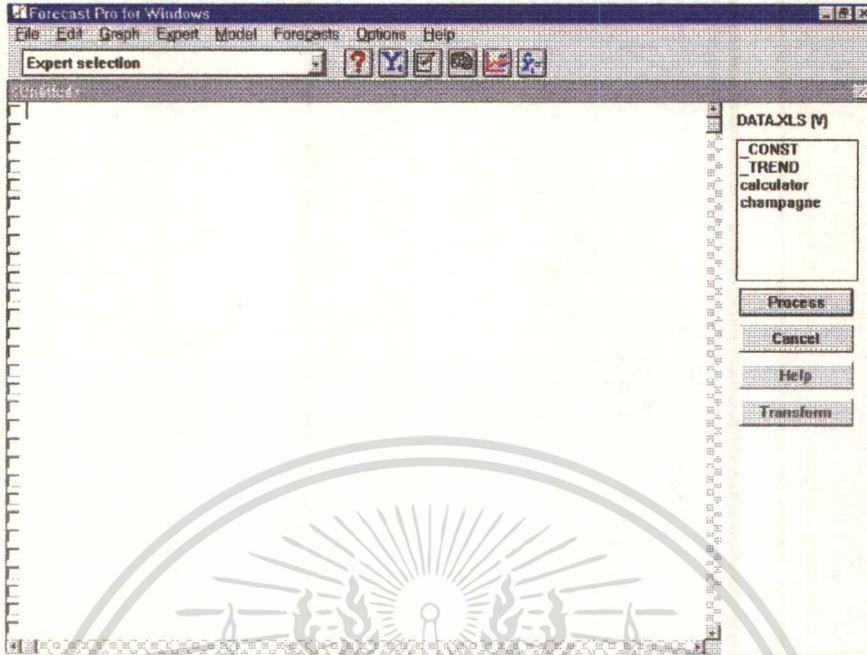 Forecast Pro for Windows
File Edit Graph Expert Model Forecasts Options Help
Expert selection
<Untitled>
DATA.XLS (V)
_CONST
_TREND
calculator
champagne
Process
Cancel
Help
Transform